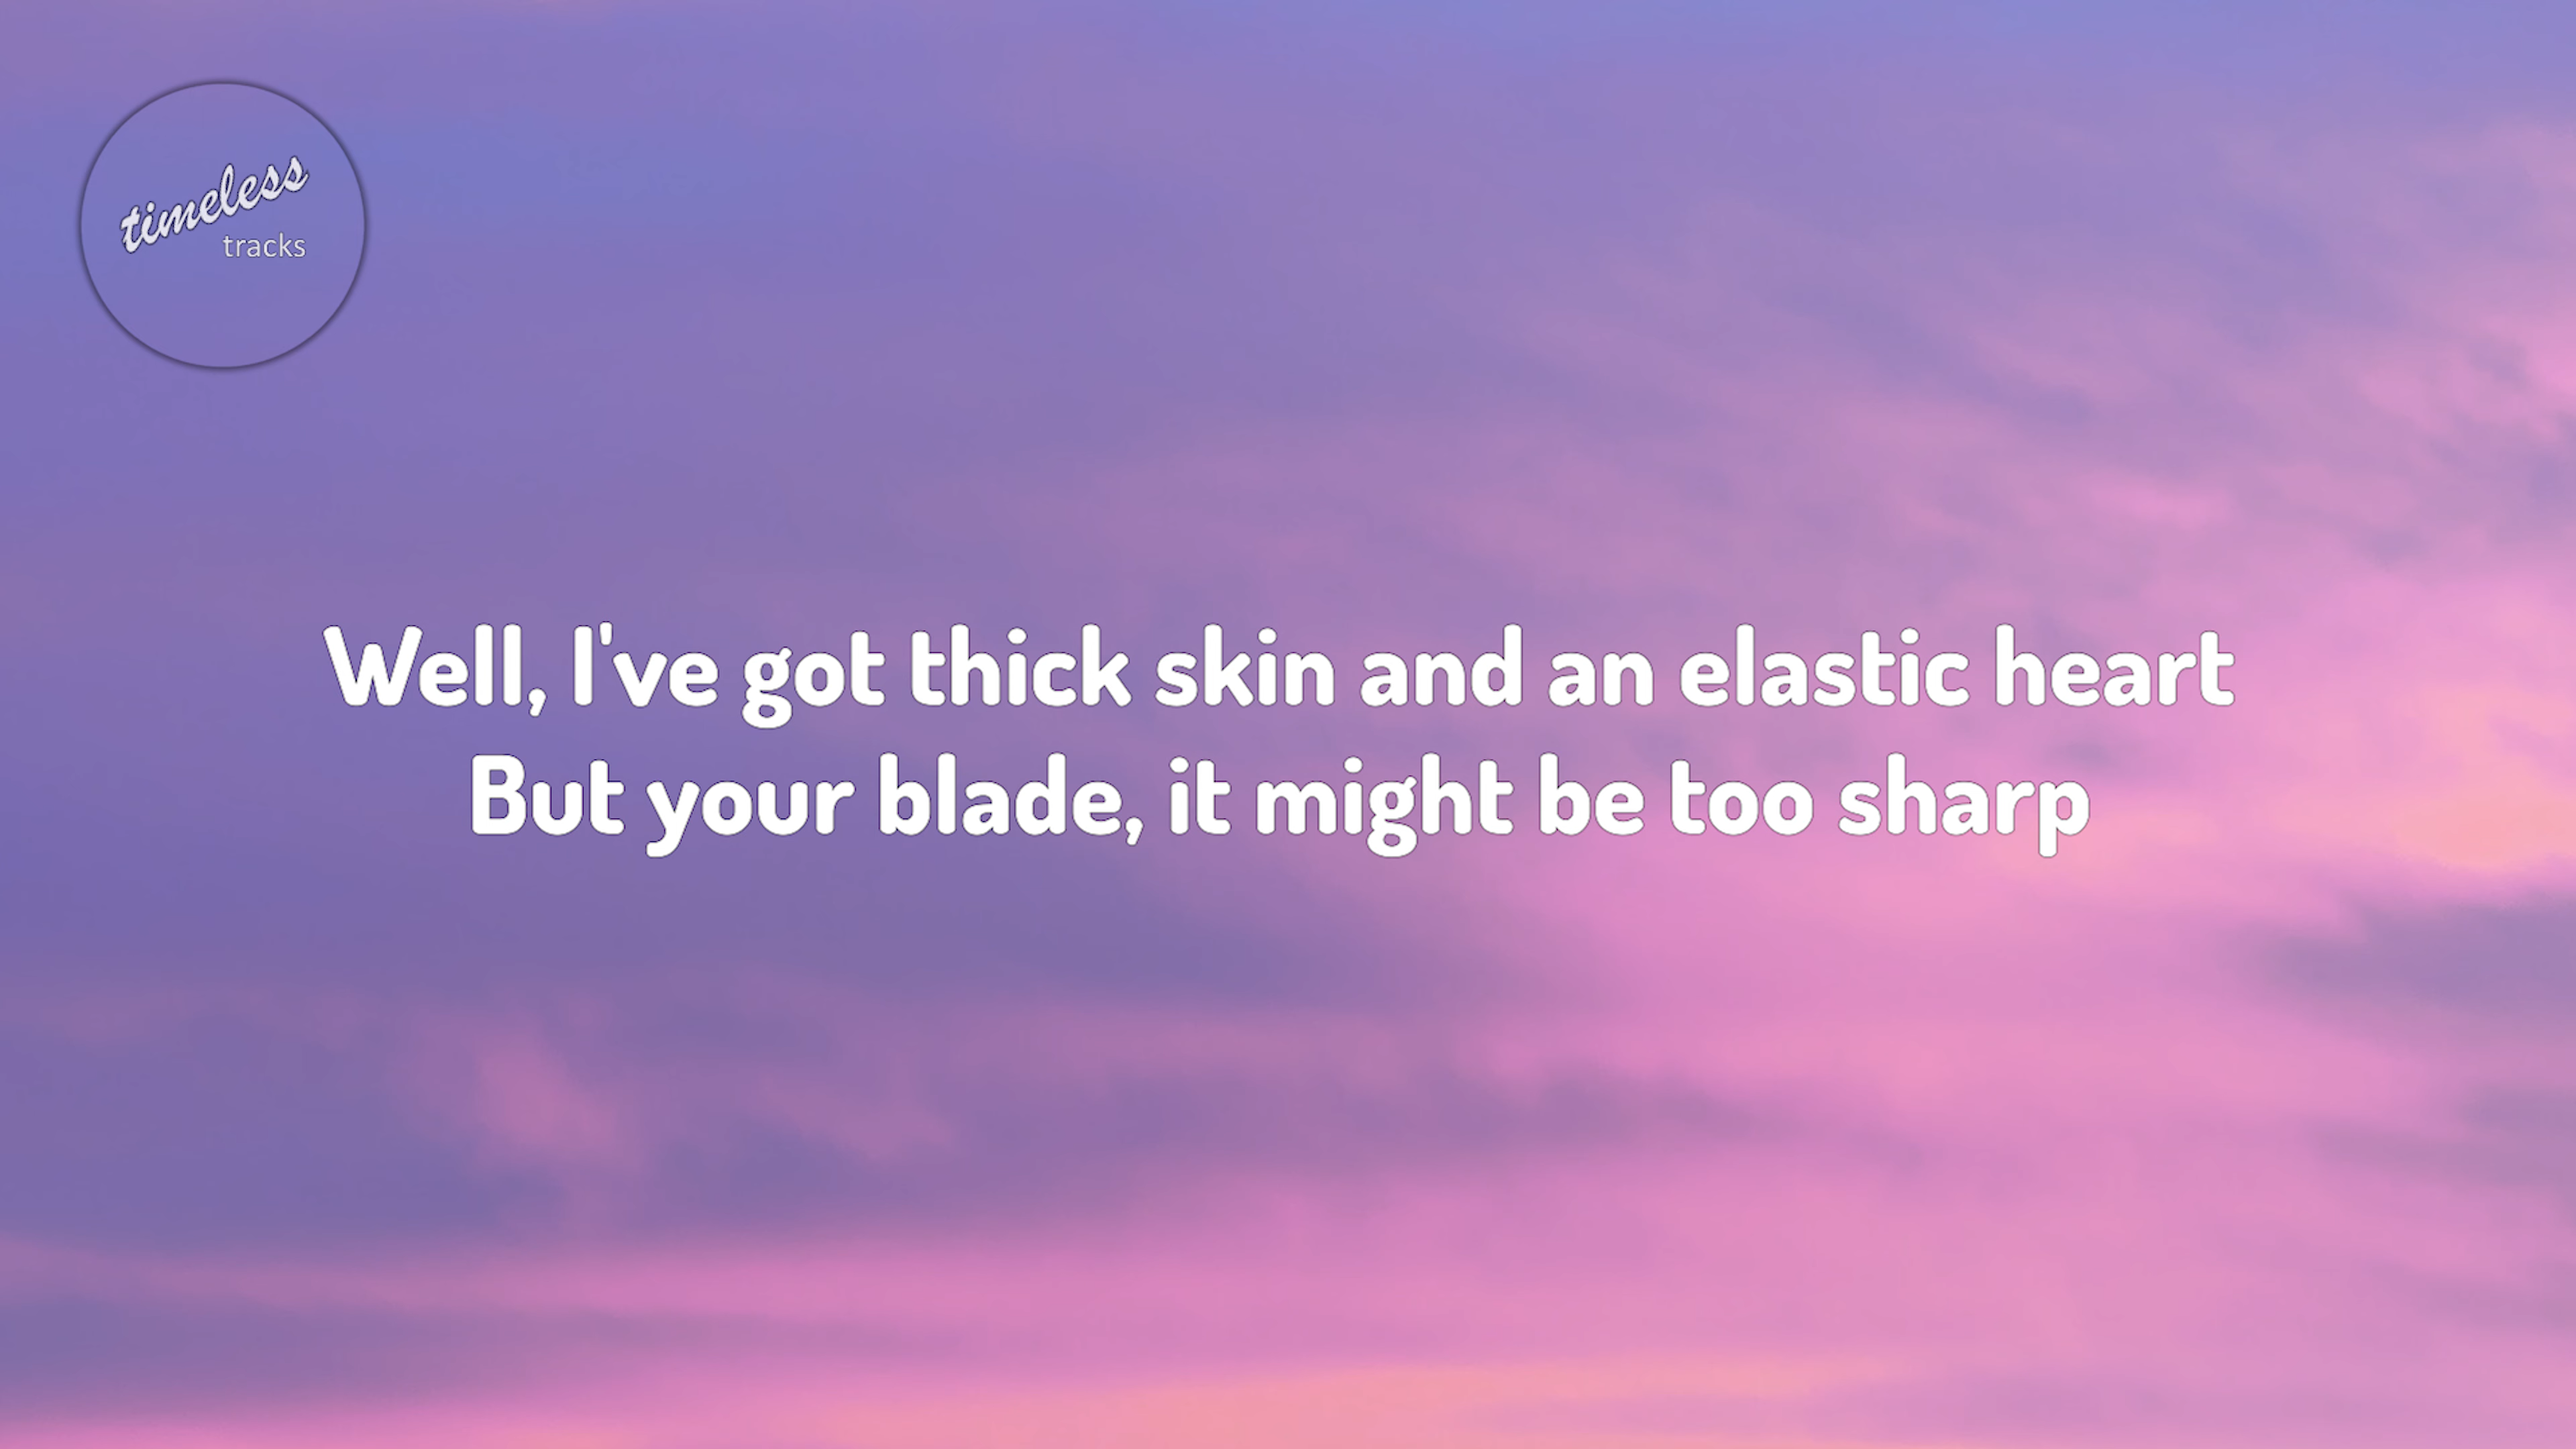 timeless
tracks
Well, I've got thick skin and an elastic heart
But your blade, it might be too sharp